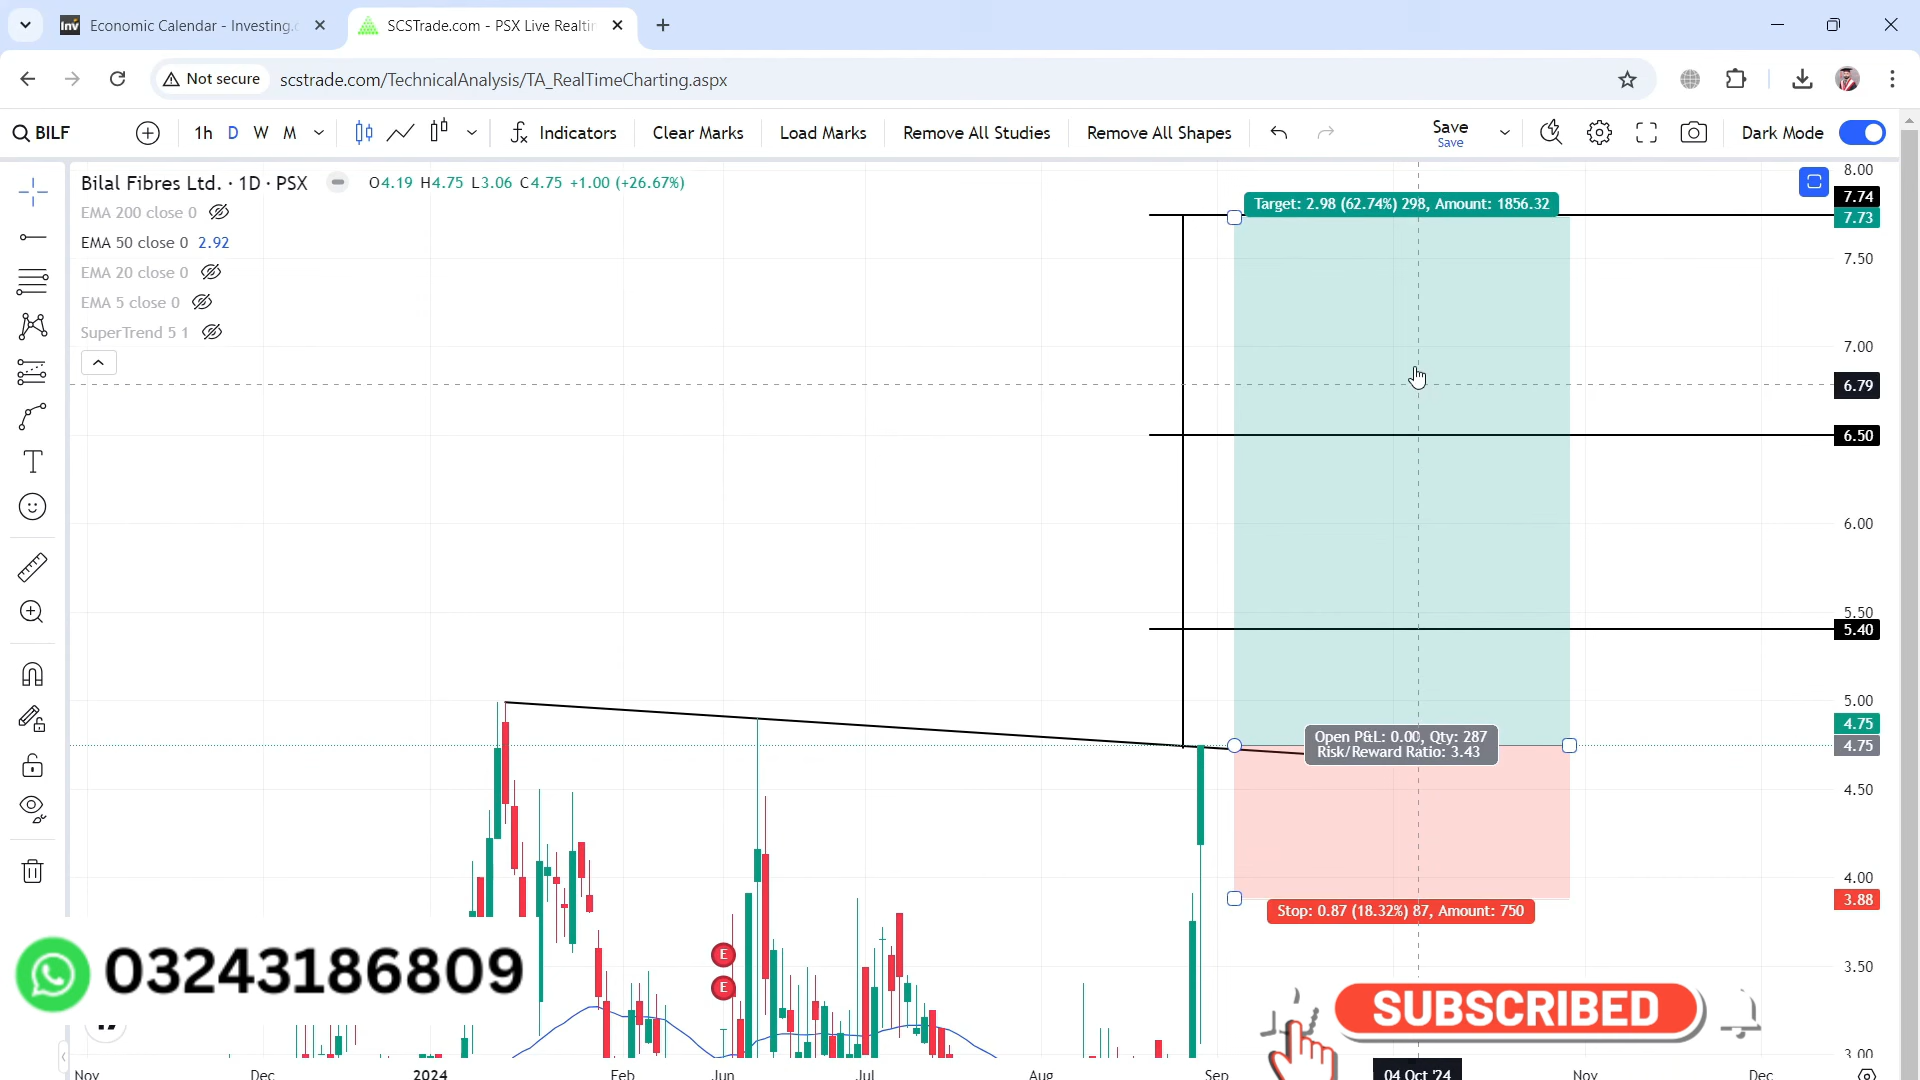 Economic Calendar - Investing.c
SCSTrade.com - PSX Live Realtin
Not secure
scstrade.com/TechnicalAnalysis/TA_RealTimeCharting.aspx
BILF
1h D W M
Indicators
Clear Marks
Load Marks
Remove All Studies
Remove All Shapes
Save
Save
Dark Mode
Bilal Fibres Ltd. · 1D · PSX
O4.19 H4.75 L3.06 C4.75 +1.00 (+26.67%)
EMA 200 close 0
EMA 50 close 0 2.92
EMA 20 close 0
EMA 5 close 0
SuperTrend 5 1
Target: 2.98 (62.74%) 298, Amount: 1856.32
Open P&L: 0.00, Qty: 287
Risk/Reward Ratio: 3.43
Stop: 0.87 (18.32%) 87, Amount: 750
8.00
7.74
7.73
7.50
7.00
6.79
6.50
6.00
5.50
5.40
5.00
4.75
4.75
4.50
4.00
3.88
3.50
3.00
E
E
03243186809
SUBSCRIBED
Nov Dec 2024 Feb Jun Jul Aug Sep 04 Oct '24 Nov Dec